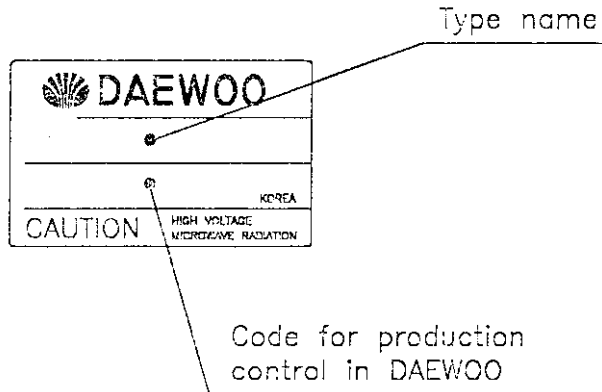 Type name
DAEWOO
KOREA
CAUTION HIGH VOLTAGE
MICROWAVE RADIATION
Code for production
control in DAEWOO